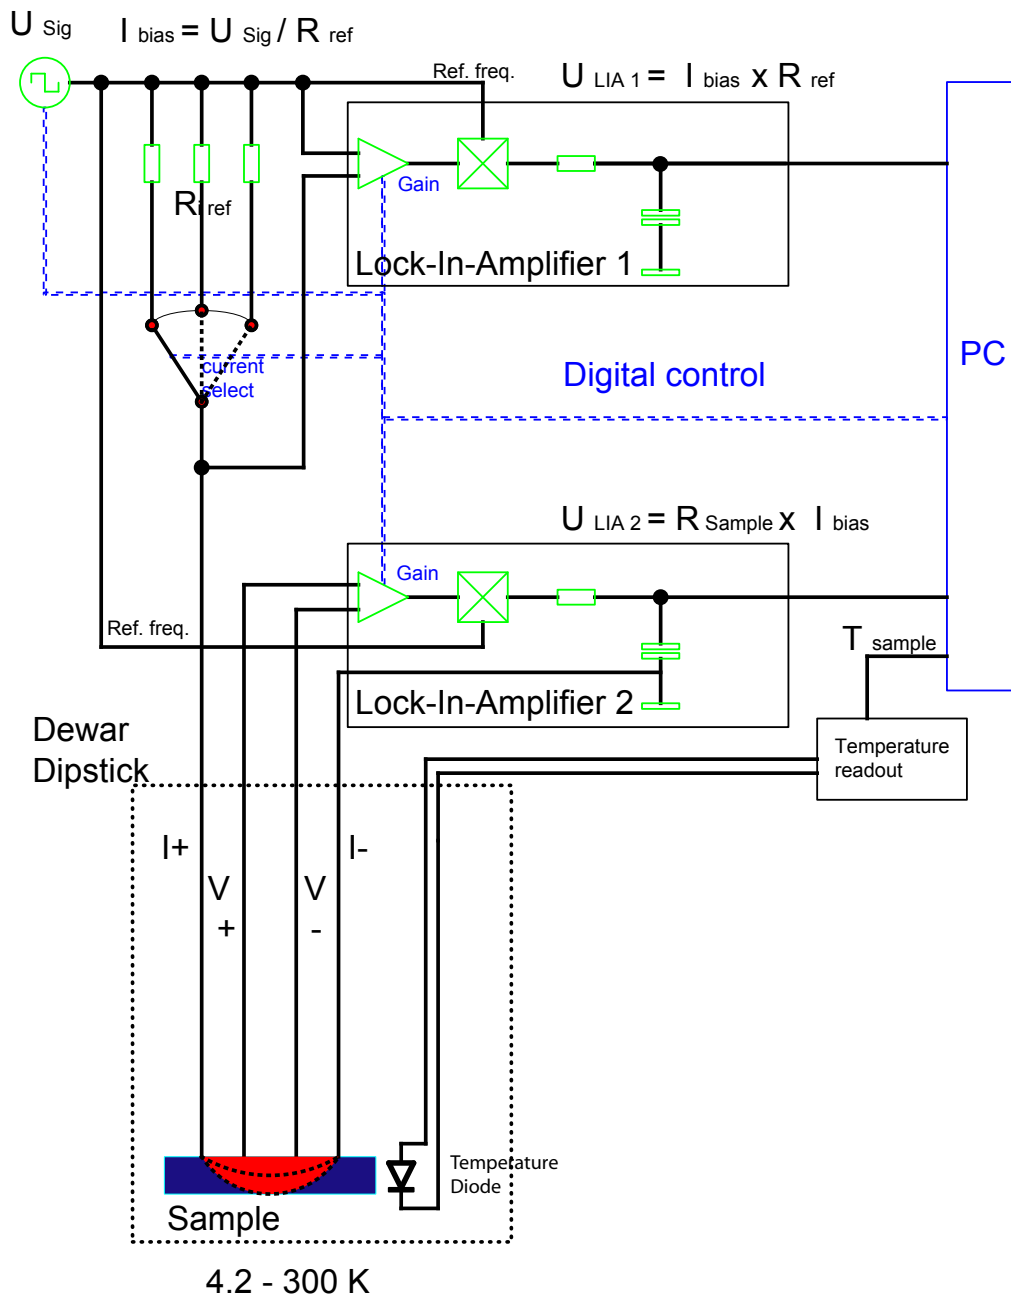 U Sig
I bias = U Sig / R ref
Ref. freq.
U LIA 1 = I bias x R ref
Gain
R i ref
Lock-In-Amplifier 1
PC
current
select
Digital control
U LIA 2 = R Sample x I bias
Gain
Ref. freq.
T sample
Lock-In-Amplifier 2
Dewar
Dipstick
Temperature
readout
I+
I-
V
+
V
-
Temperature
Diode
Sample
4.2 - 300 K